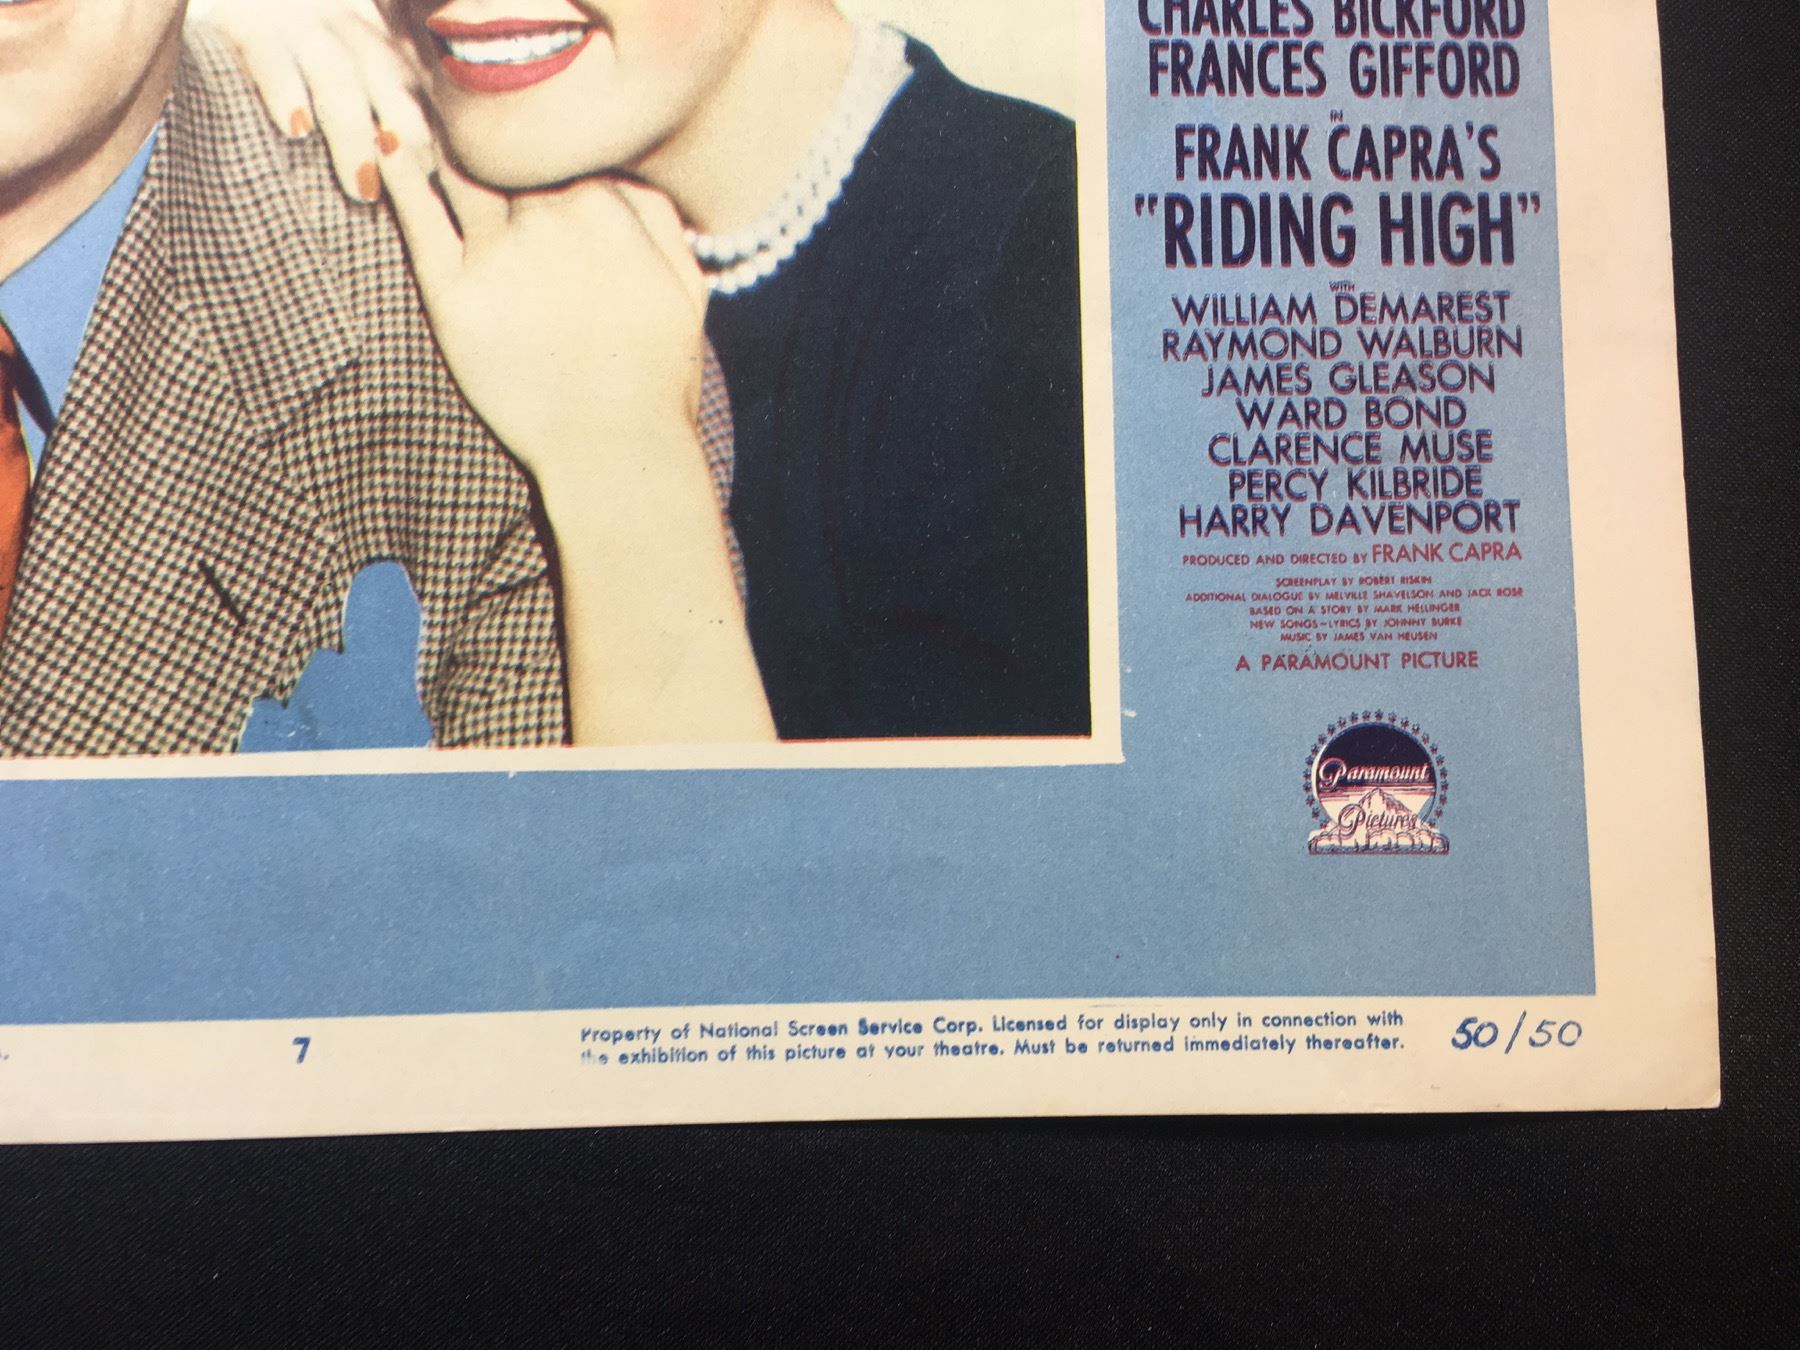 CHARLES BICKFORD
FRANCES GIFFORD
IN
FRANK CAPRA'S
"RIDING HIGH"
WITH
WILLIAM DEMAREST
RAYMOND WALBURN
JAMES GLEASON
WARD BOND
CLARENCE MUSE
PERCY KILBRIDE
HARRY DAVENPORT
PRODUCED AND DIRECTED BY FRANK CAPRA
SCREENPLAY BY ROBERT RISKIN
ADDITIONAL DIALOGUE BY MELVILLE SHAVELSON AND JACK ROSE
BASED ON A STORY BY MARK HELLINGER
NEW SONGS-LYRICS BY JOHNNY BURKE
MUSIC BY JAMES VAN HEUSEN
A PARAMOUNT PICTURE
Paramount
Pictures
7
Property of National Screen Service Corp. Licensed for display only in connection with
the exhibition of this picture at your theatre. Must be returned immediately thereafter.
50/50